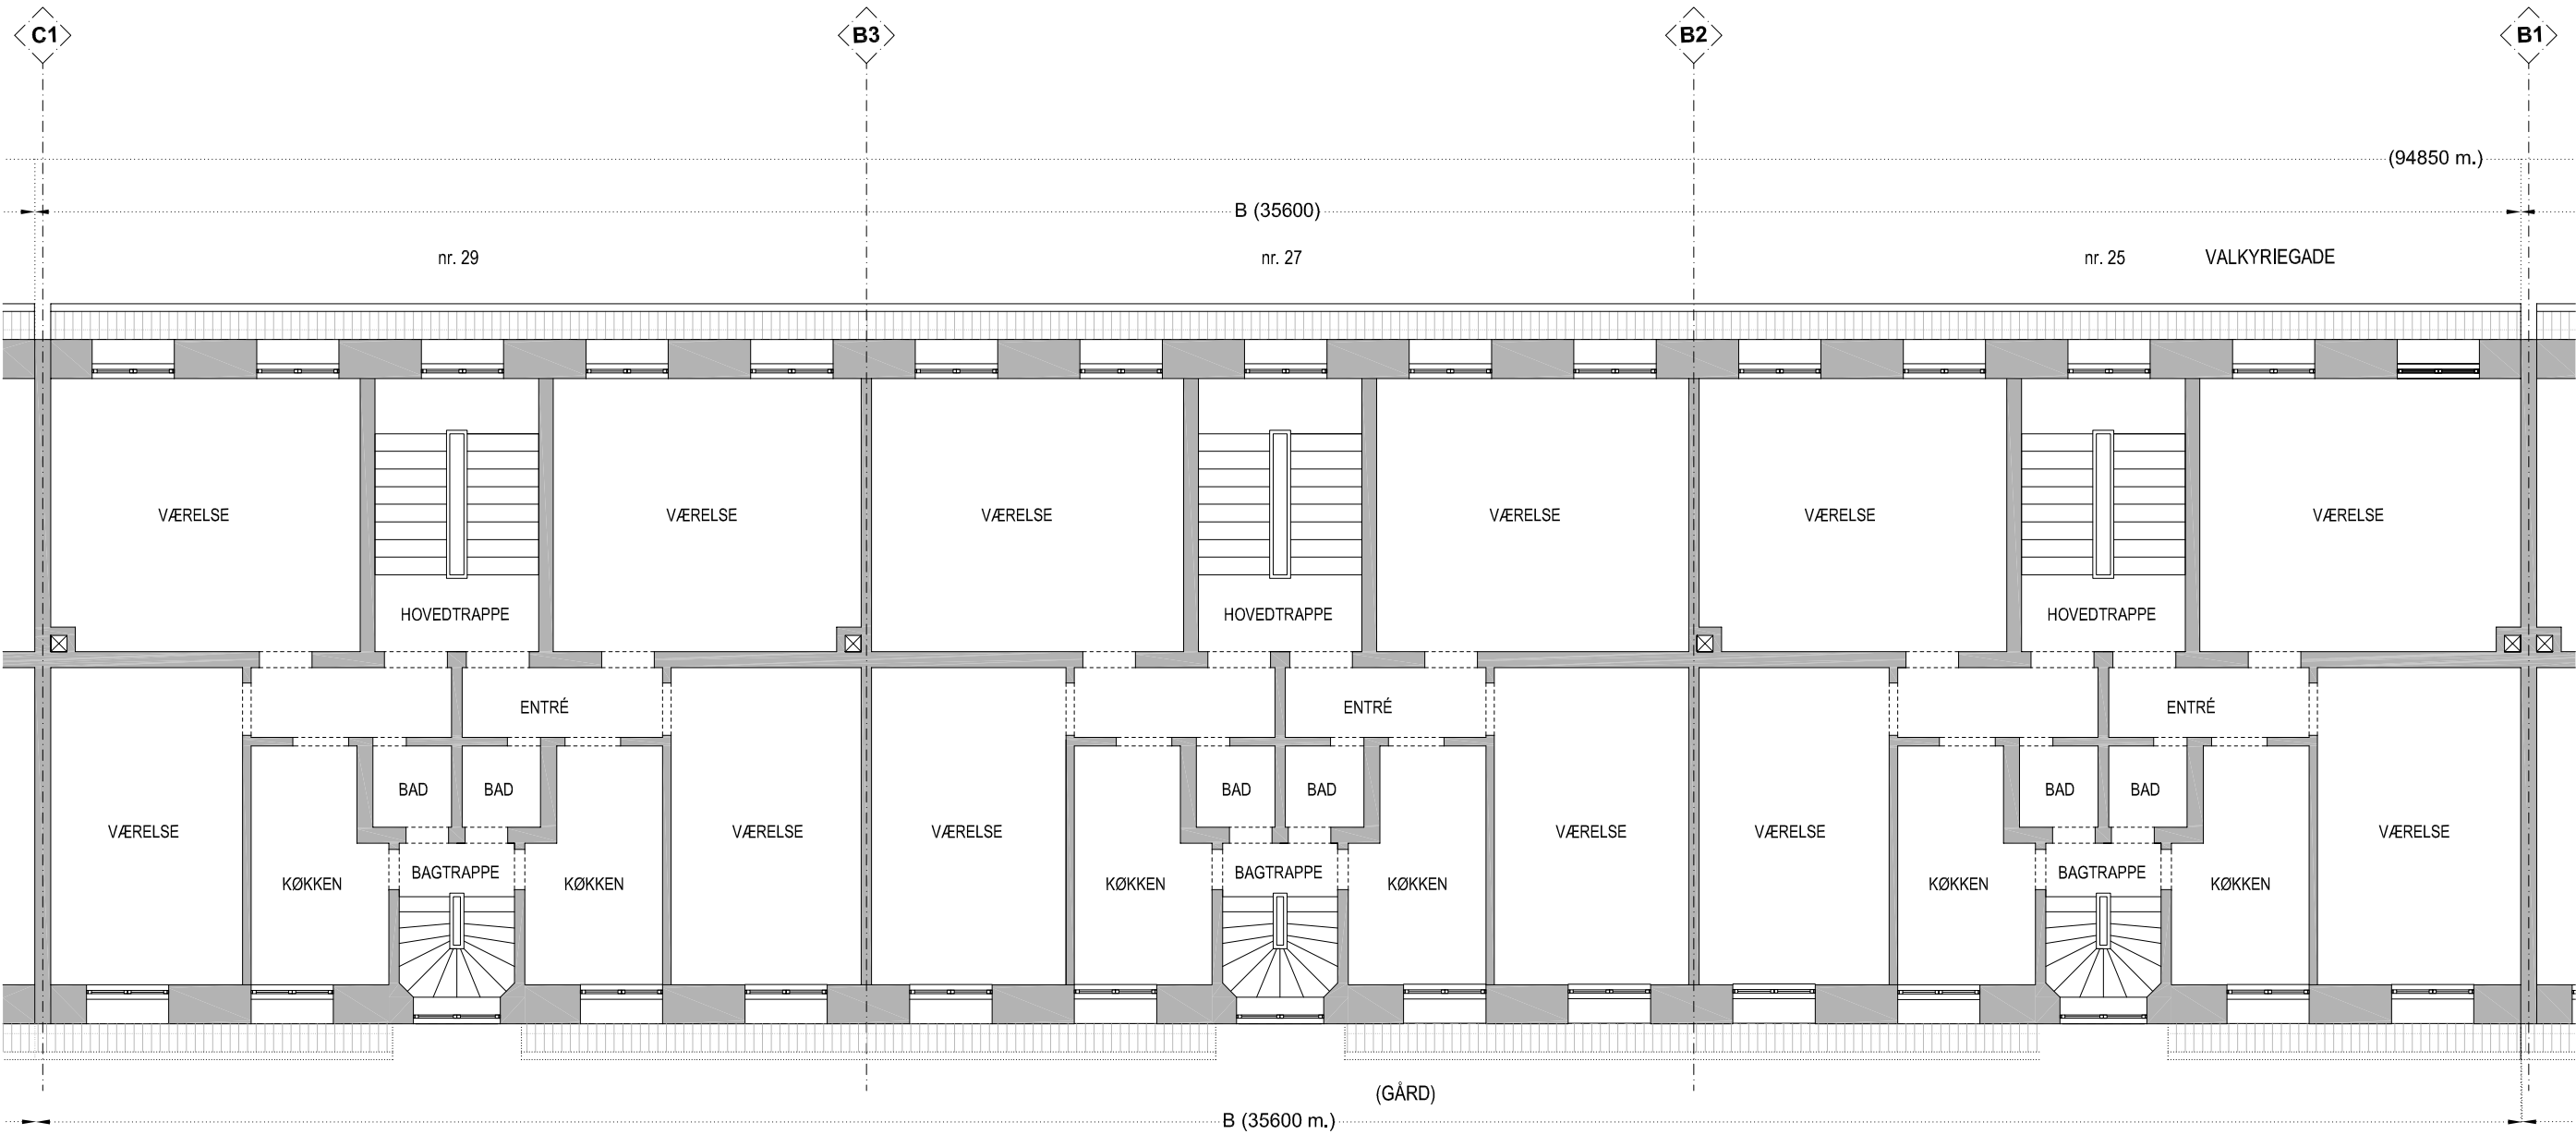 C1 B3 B2 B1
(94850 m.)
B (35600)
nr. 29 nr. 27 nr. 25 VALKYRIEGADE
VÆRELSE VÆRELSE VÆRELSE VÆRELSE VÆRELSE VÆRELSE
HOVEDTRAPPE HOVEDTRAPPE HOVEDTRAPPE
ENTRÉ ENTRÉ ENTRÉ
BAD BAD BAD BAD BAD BAD
VÆRELSE VÆRELSE VÆRELSE VÆRELSE VÆRELSE VÆRELSE
BAGTRAPPE BAGTRAPPE BAGTRAPPE
KØKKEN KØKKEN KØKKEN KØKKEN KØKKEN KØKKEN
(GÅRD)
B (35600 m.)